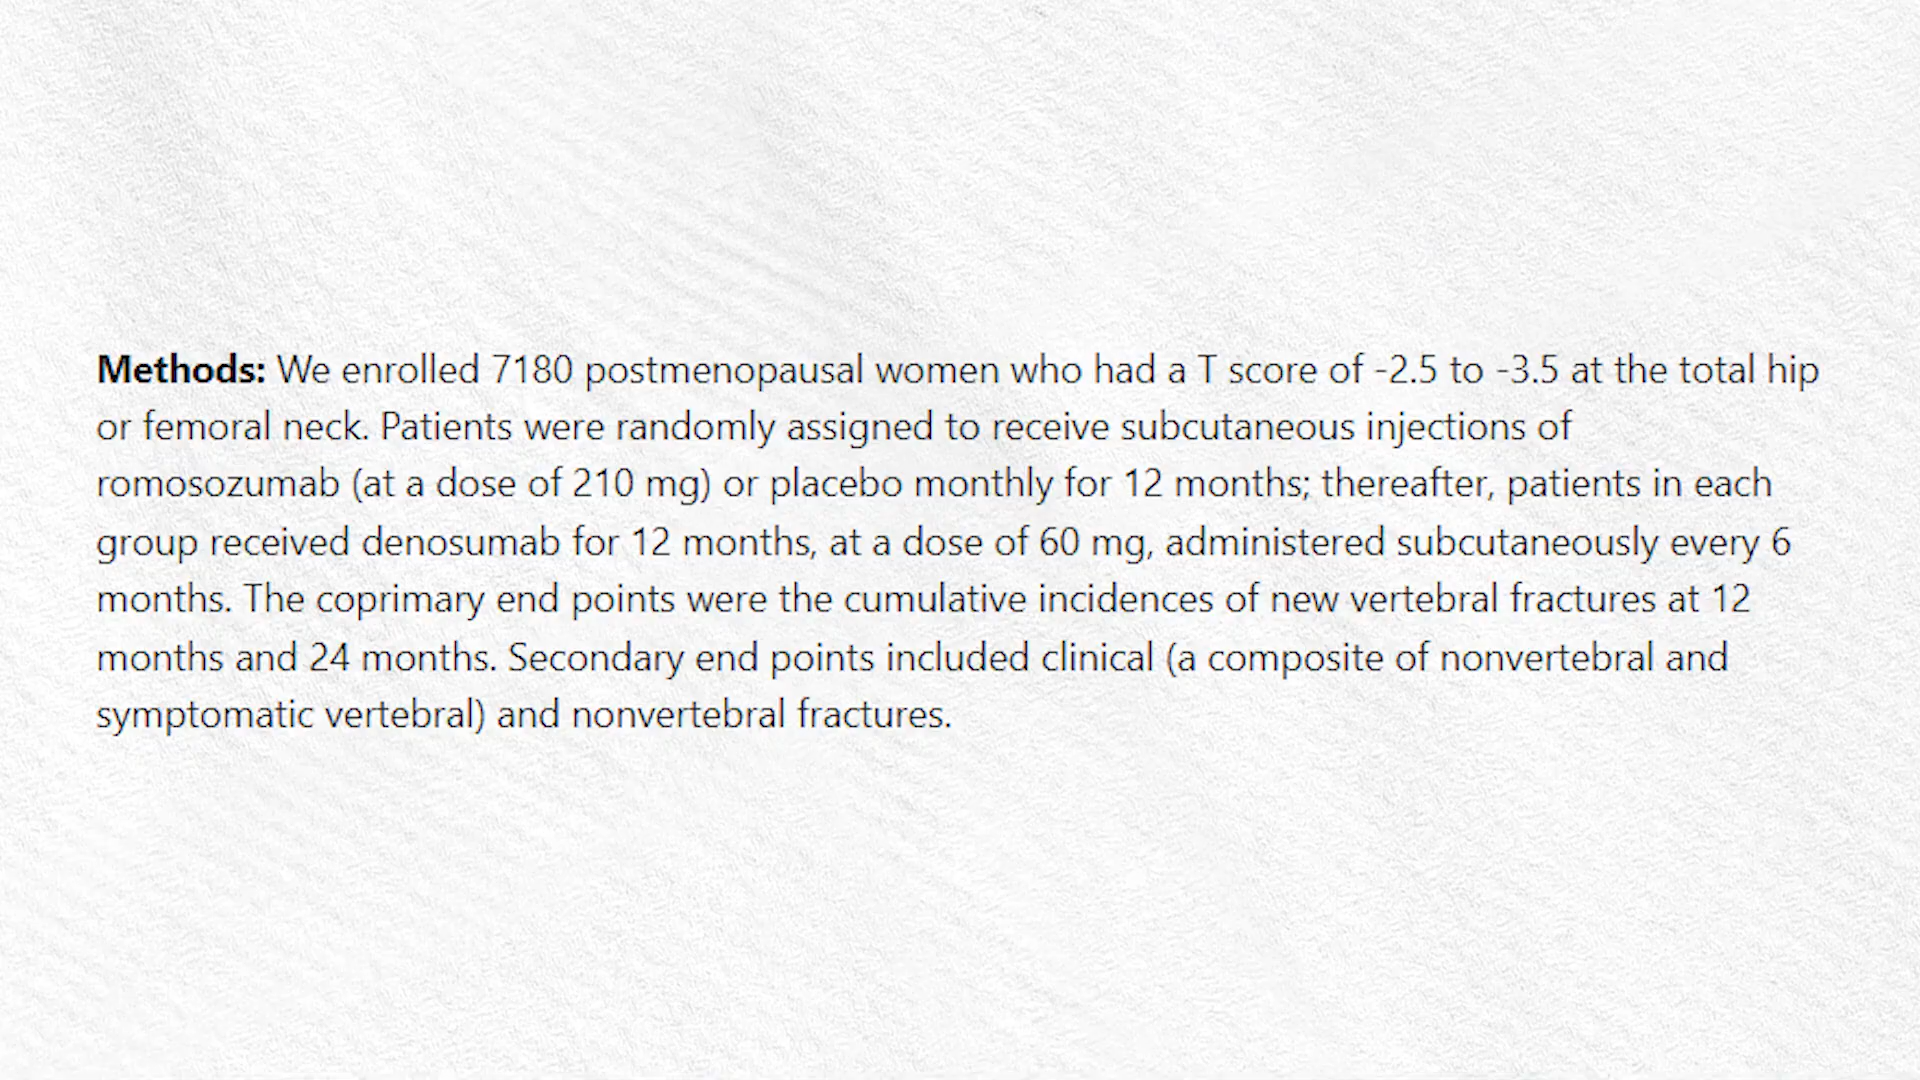 Methods: We enrolled 7180 postmenopausal women who had a T score of -2.5 to -3.5 at the total hip
or femoral neck. Patients were randomly assigned to receive subcutaneous injections of
romosozumab (at a dose of 210 mg) or placebo monthly for 12 months; thereafter, patients in each
group received denosumab for 12 months, at a dose of 60 mg, administered subcutaneously every 6
months. The coprimary end points were the cumulative incidences of new vertebral fractures at 12
months and 24 months. Secondary end points included clinical (a composite of nonvertebral and
symptomatic vertebral) and nonvertebral fractures.